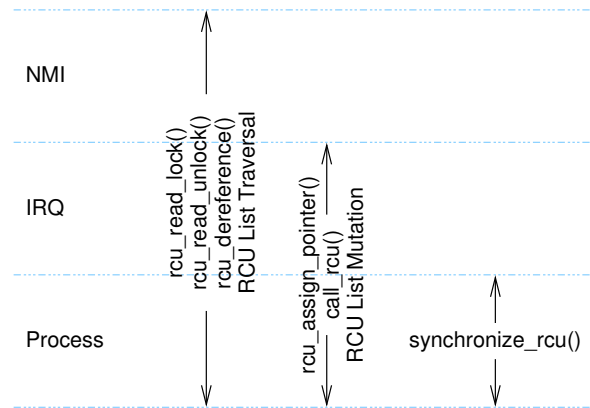 NMI
IRQ
Process
rcu_read_lock()
rcu_read_unlock()
rcu_dereference()
RCU List Traversal
rcu_assign_pointer()
call_rcu()
RCU List Mutation
synchronize_rcu()